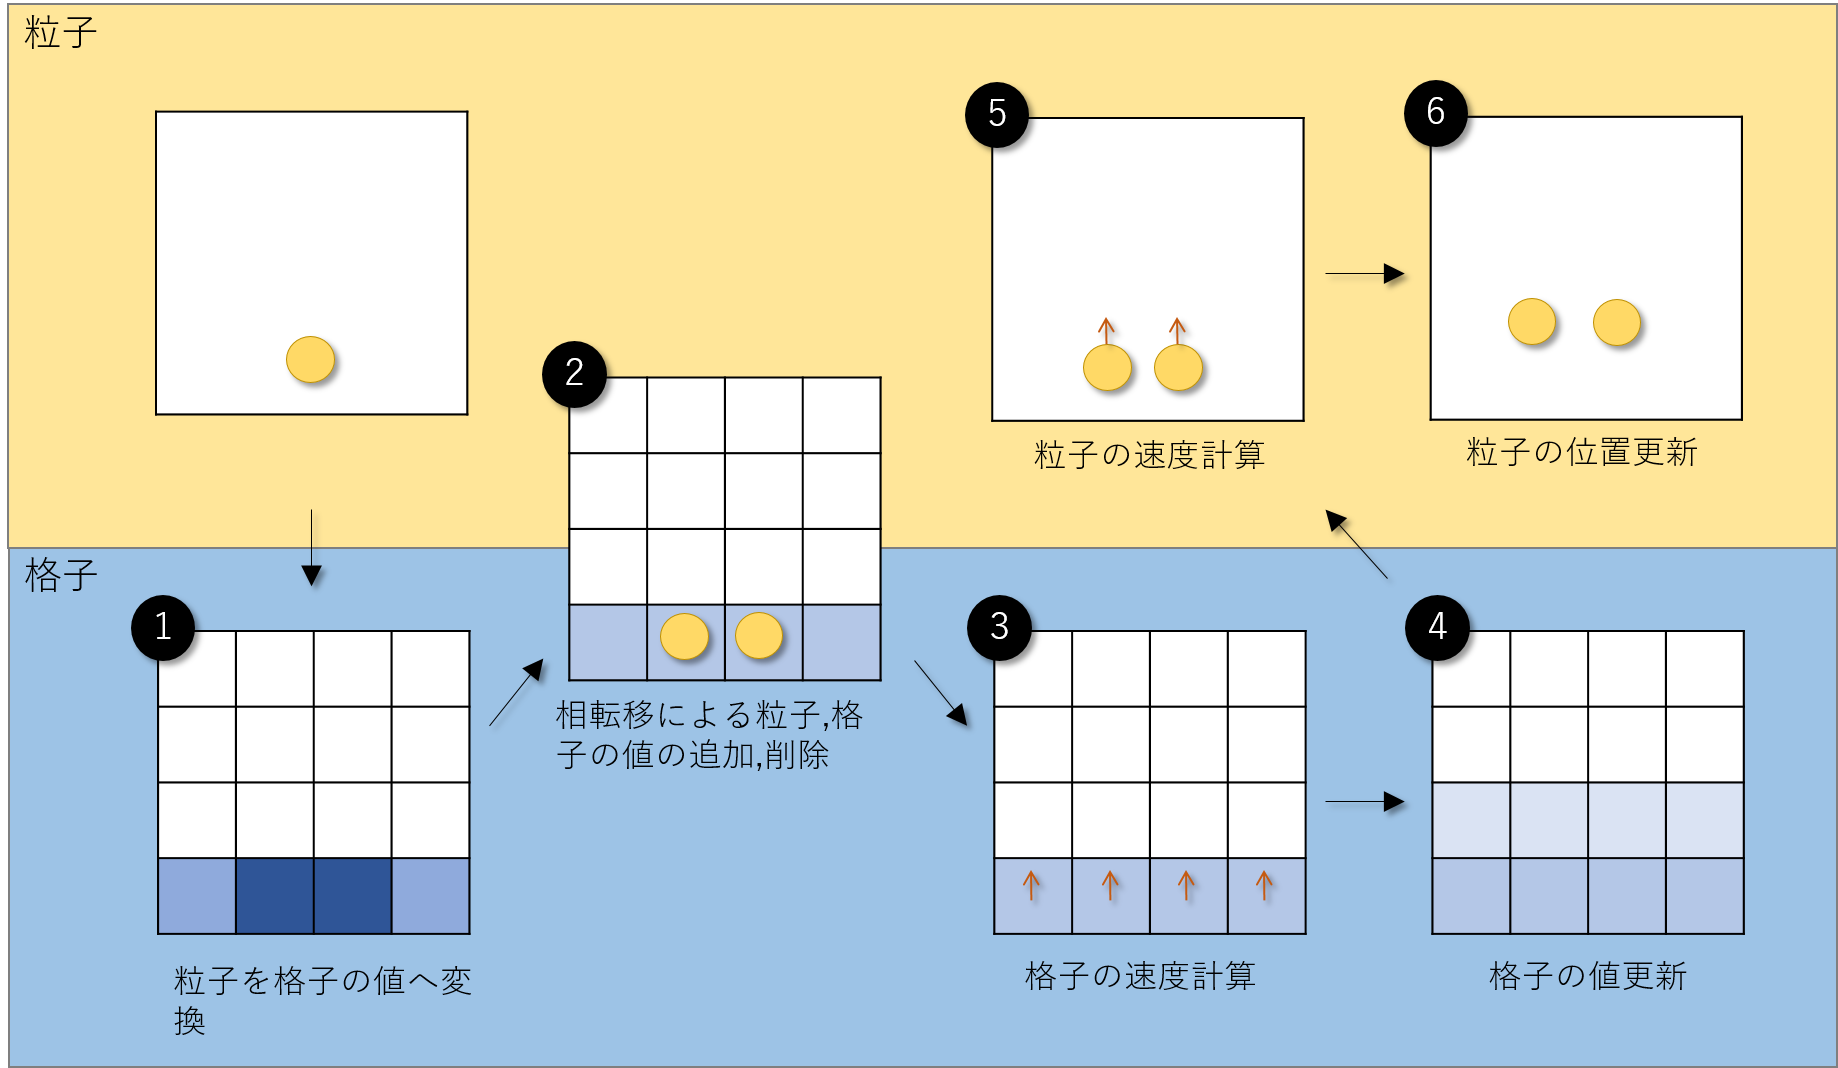 粒子
5
6
2
粒子の速度計算
粒子の位置更新
格子
1
3
4
相転移による粒子,格
子の値の追加,削除
粒子を格子の値へ変
換
格子の速度計算
格子の値更新